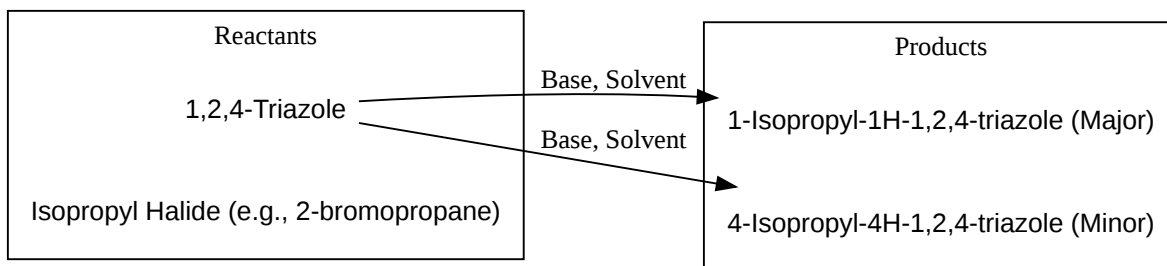 Reactants
1,2,4-Triazole
Isopropyl Halide (e.g., 2-bromopropane)
Base, Solvent
Base, Solvent
Products
1-Isopropyl-1H-1,2,4-triazole (Major)
4-Isopropyl-4H-1,2,4-triazole (Minor)